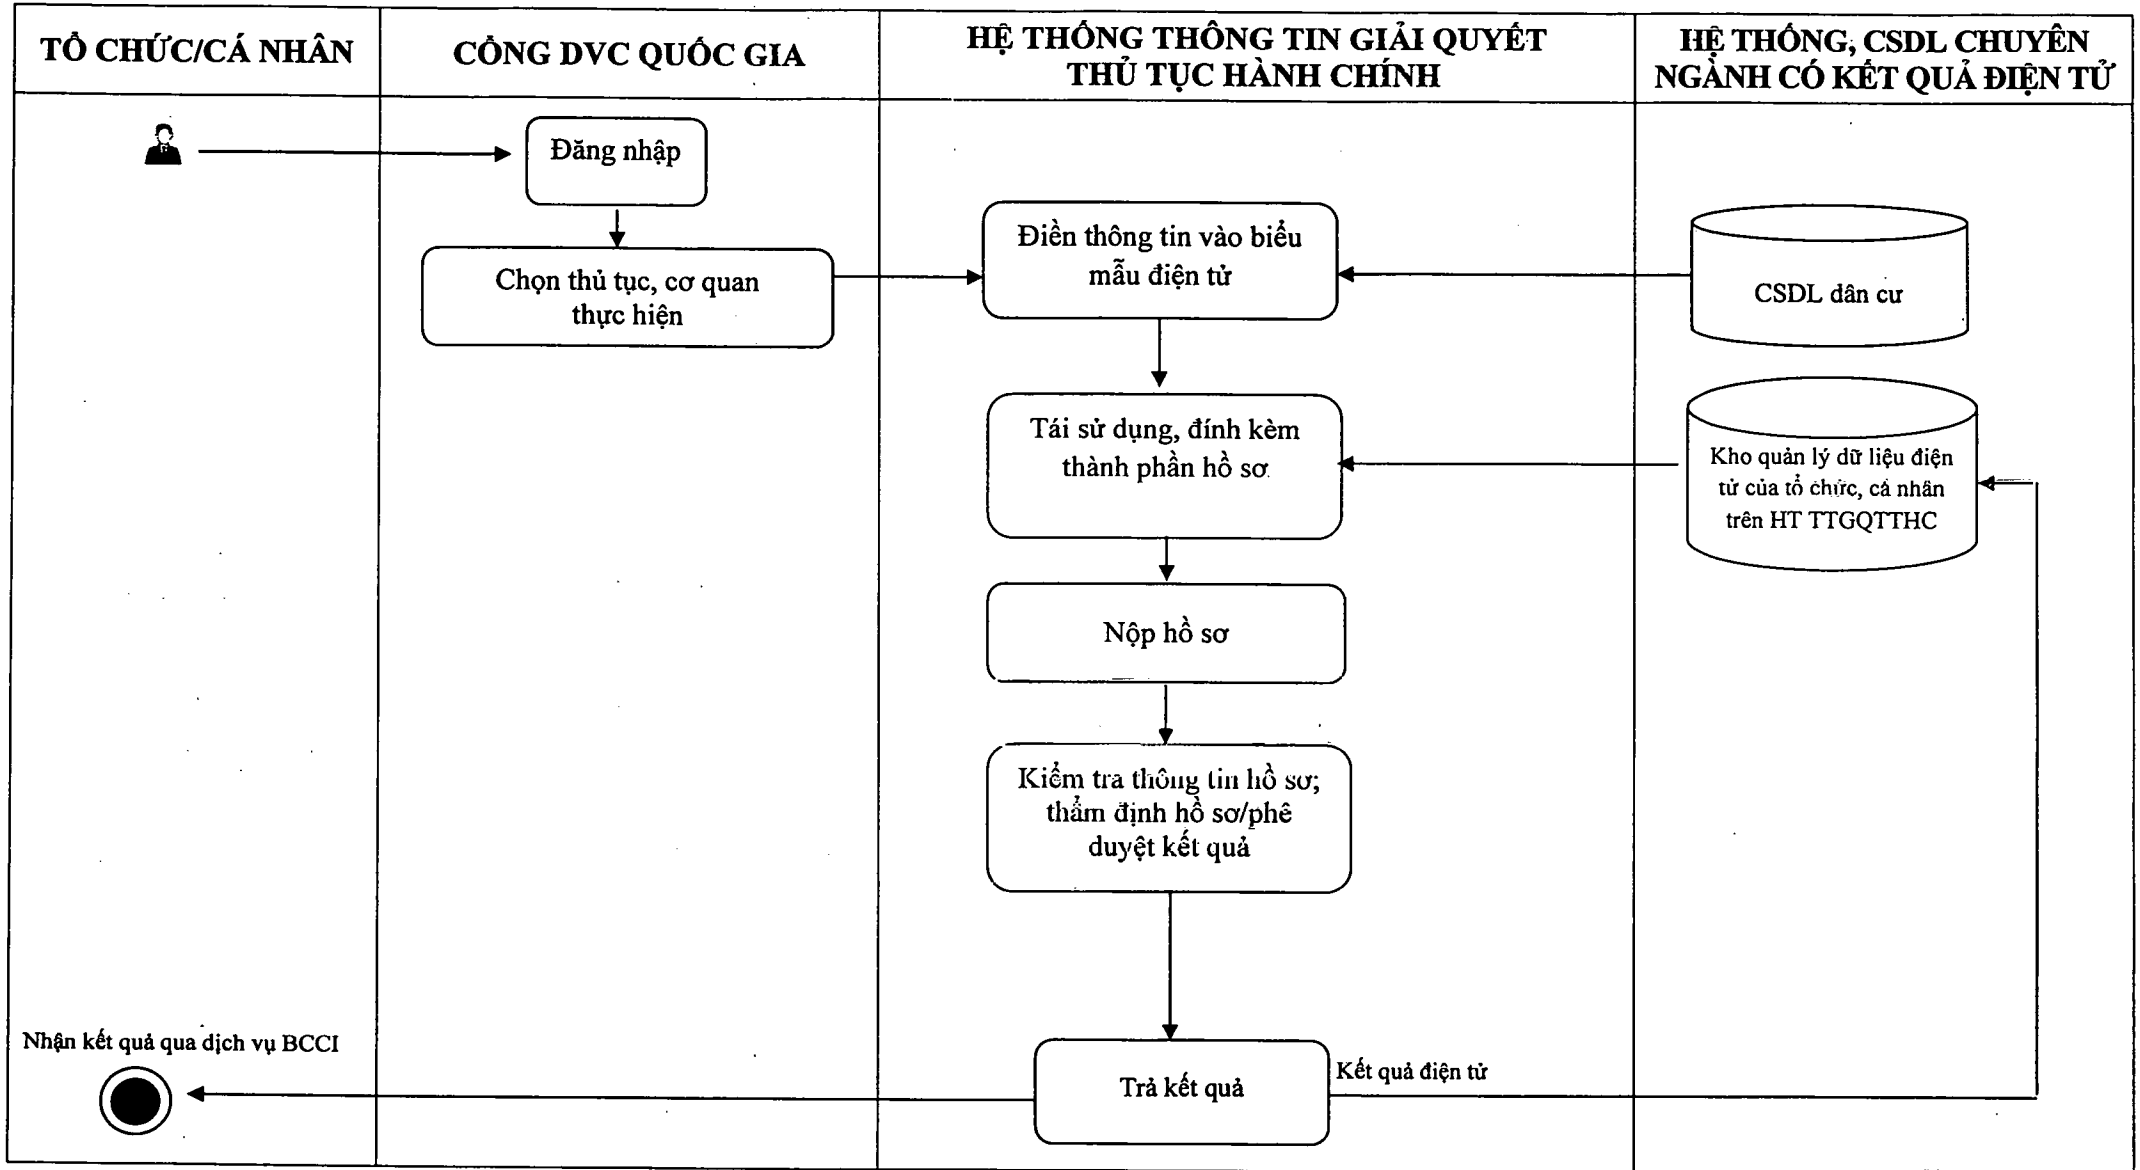 TỔ CHỨC/CÁ NHÂN
CỔNG DVC QUỐC GIA
HỆ THỐNG THÔNG TIN GIẢI QUYẾT
THỦ TỤC HÀNH CHÍNH
HỆ THỐNG, CSDL CHUYÊN
NGÀNH CÓ KẾT QUẢ ĐIỆN TỬ
Đăng nhập
Chọn thủ tục, cơ quan
thực hiện
Điền thông tin vào biểu
mẫu điện tử
CSDL dân cư
Tái sử dụng, đính kèm
thành phần hồ sơ
Kho quản lý dữ liệu điện
tử của tổ chức, cá nhân
trên HT TTGQTTHC
Nộp hồ sơ
Kiểm tra thông tin hồ sơ;
thẩm định hồ sơ/phê
duyệt kết quả
Nhận kết quả qua dịch vụ BCCI
Trả kết quả
Kết quả điện tử